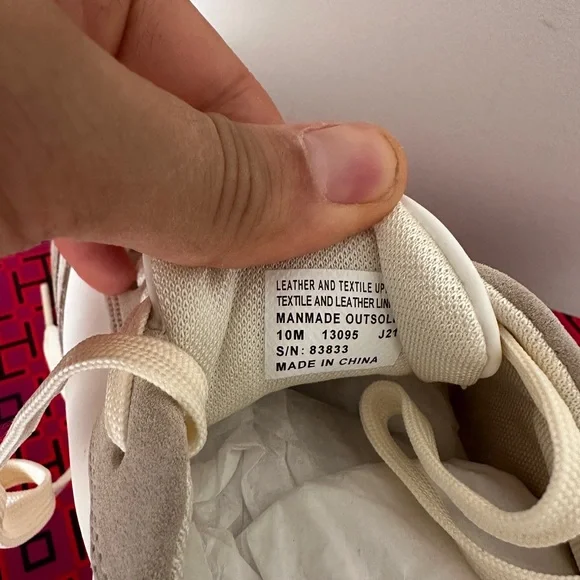 LEATHER AND TEXTILE UP
TEXTILE AND LEATHER LIN
MANMADE OUTSOL
10M 13095 J21
S/N: 83833
MADE IN CHINA